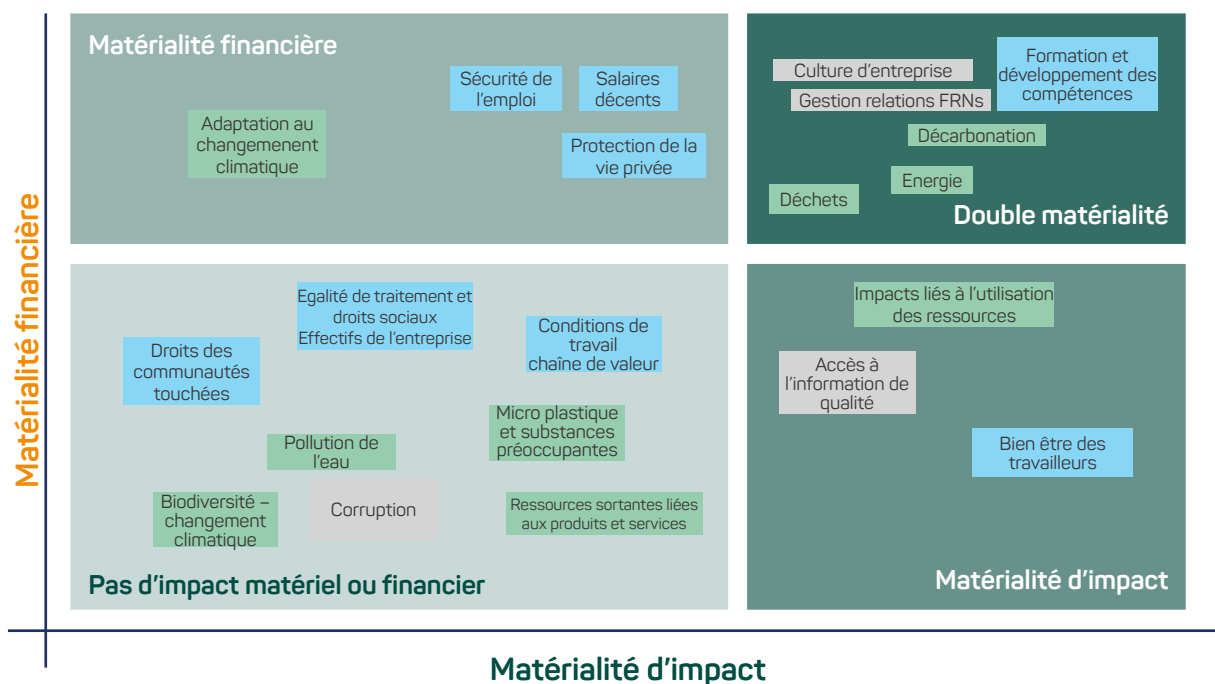 Matérialité financière
Matérialité financière
Sécurité de
l'emploi
Salaires
décents
Adaptation au
changemenent
climatique
Protection de la
vie privée
Culture d'entreprise
Formation et
développement des
compétences
Gestion relations FRNs
Décarbonation
Energie
Déchets
Double matérialité
Egalité de traitement et
droits sociaux
Effectifs de l'entreprise
Conditions de
travail
chaîne de valeur
Droits des
communautés
touchées
Micro plastique
et substances
préoccupantes
Pollution de
l'eau
Biodiversité –
changement
climatique
Corruption
Ressources sortantes liées
aux produits et services
Pas d'impact matériel ou financier
Impacts liés à l'utilisation
des ressources
Accès à
l'information de
qualité
Bien être des
travailleurs
Matérialité d'impact
Matérialité d'impact